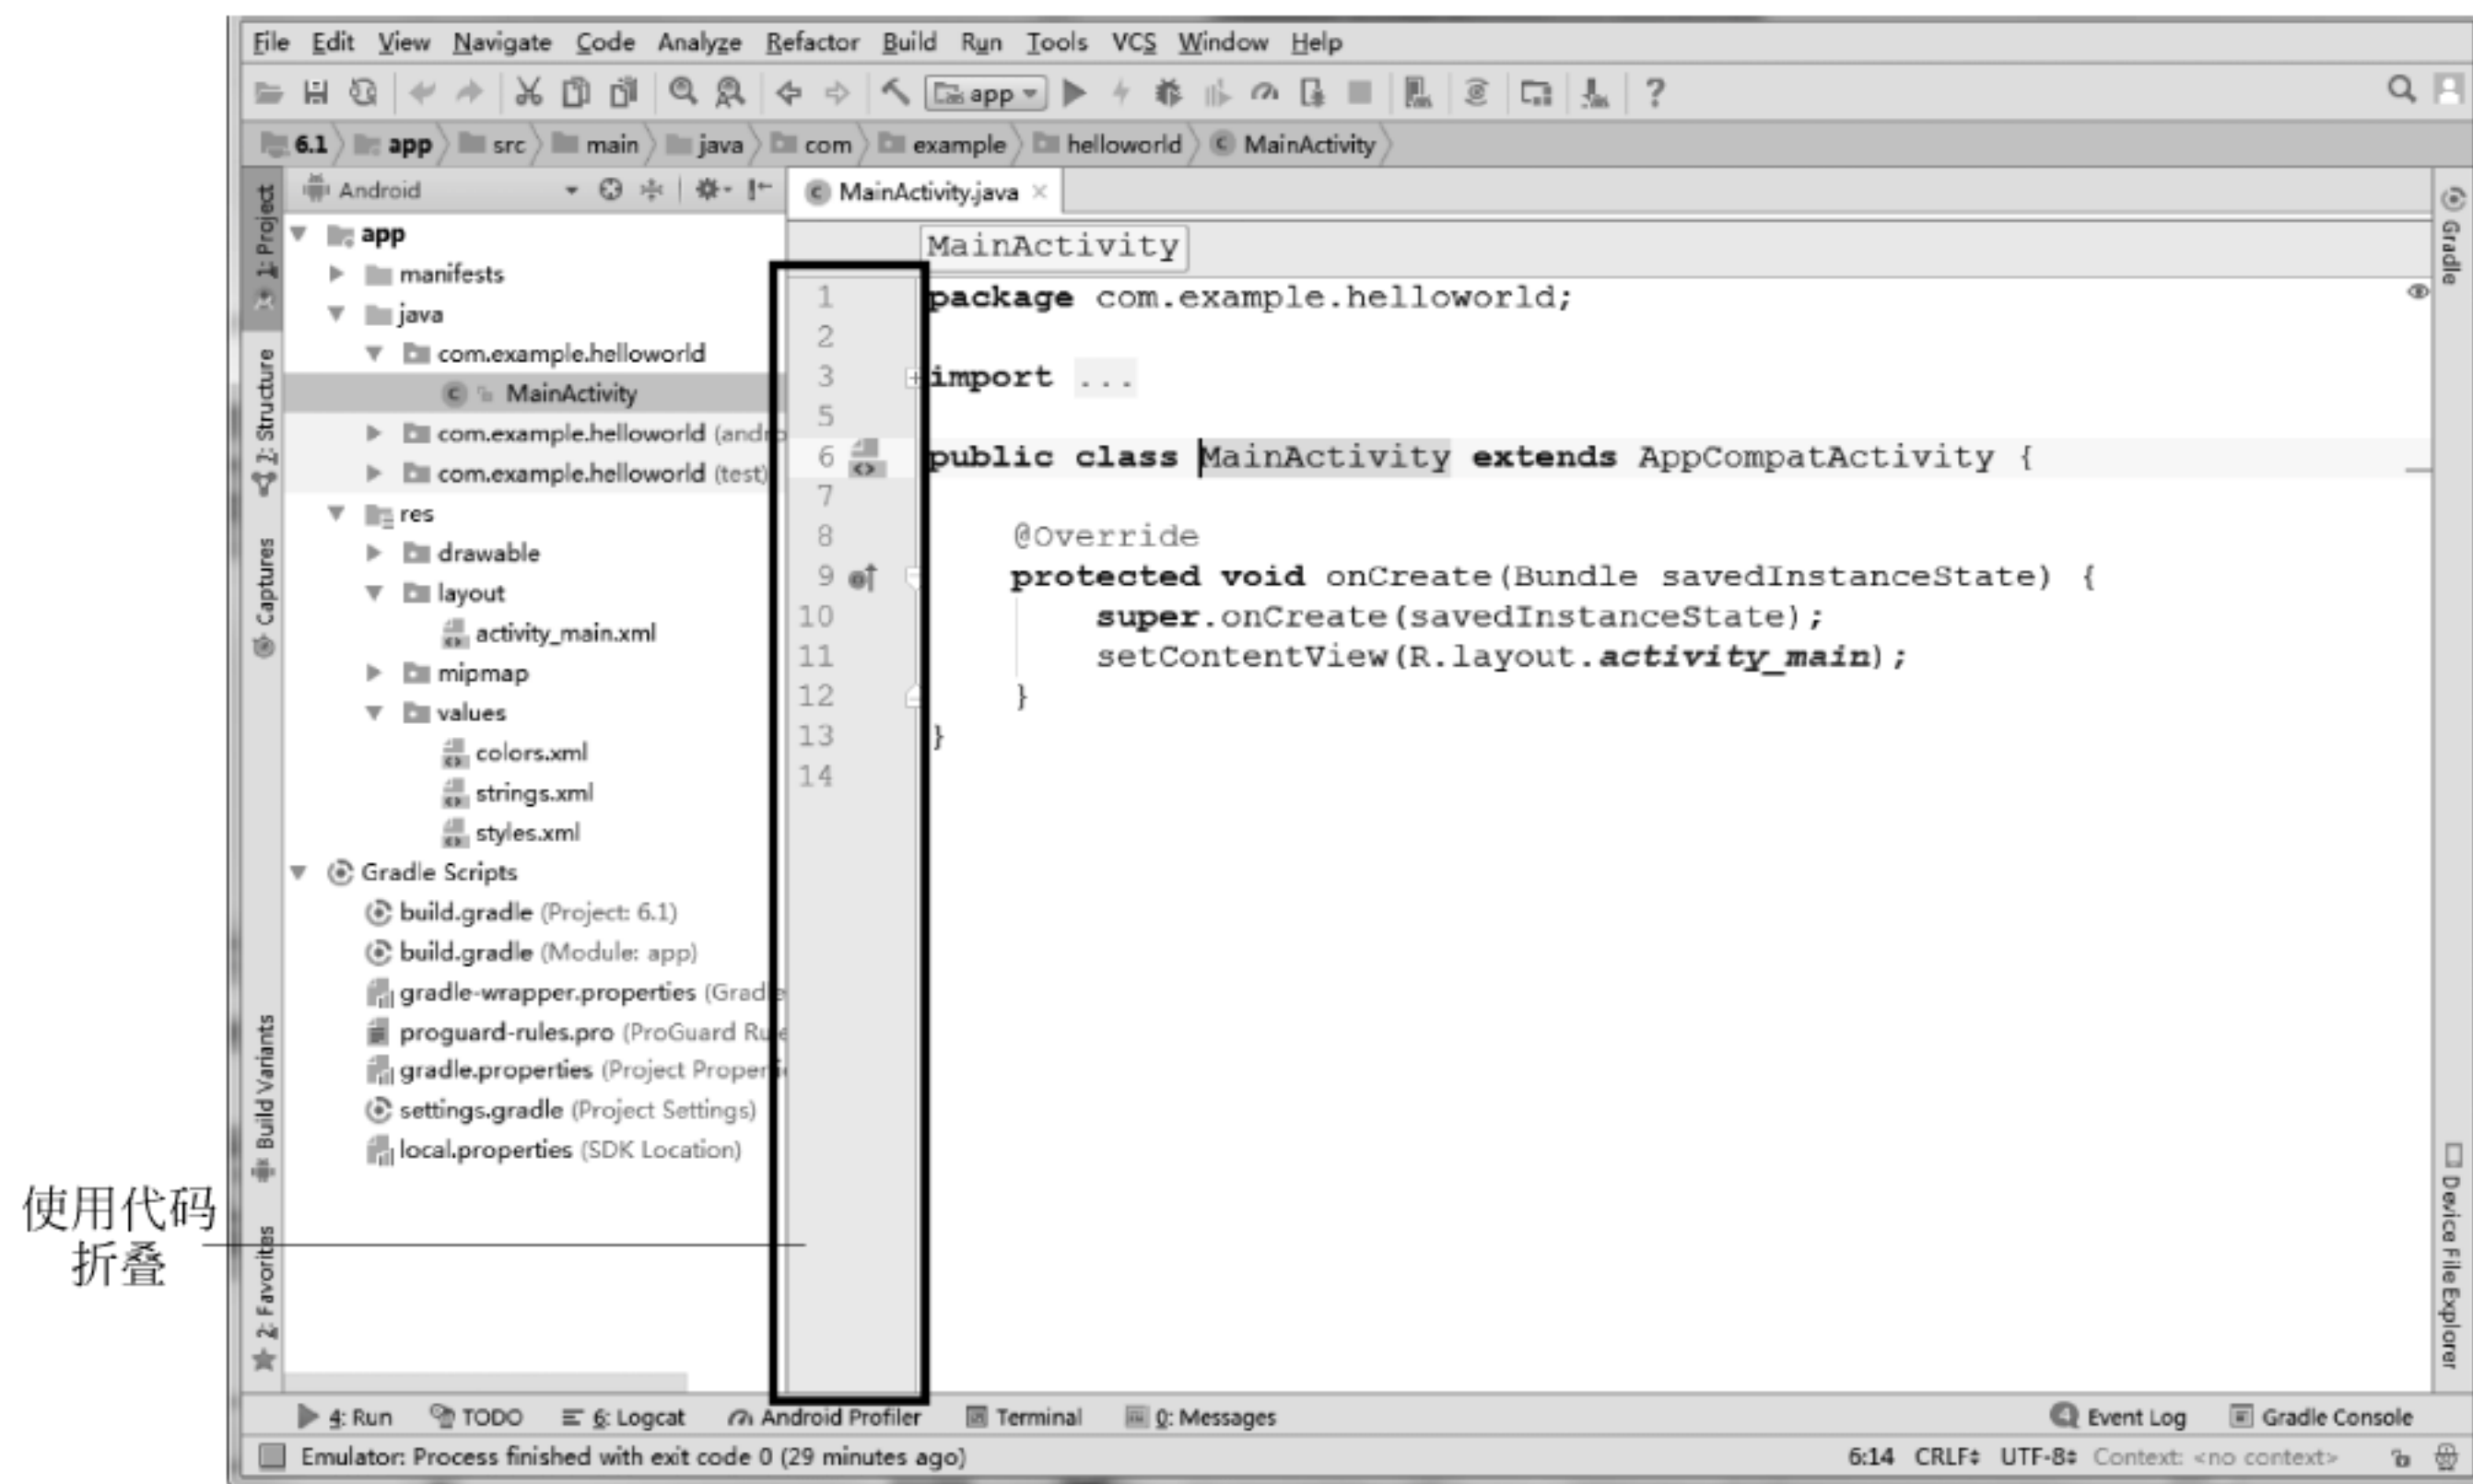 File Edit View Navigate Code Analyze Refactor Build Run Tools VCS Window Help
app
?
6.1 app src main java com example helloworld MainActivity
1: Project
7: Structure
Captures
Build Variants
2: Favorites
Android
app
manifests
java
com.example.helloworld
MainActivity
com.example.helloworld (andro
com.example.helloworld (test)
res
drawable
layout
activity_main.xml
mipmap
values
colors.xml
strings.xml
styles.xml
Gradle Scripts
build.gradle (Project: 6.1)
build.gradle (Module: app)
gradle-wrapper.properties (Gradle
proguard-rules.pro (ProGuard Rule
gradle.properties (Project Properti
settings.gradle (Project Settings)
local.properties (SDK Location)
使用代码
折叠
MainActivity.java
MainActivity
1 package com.example.helloworld;
2
3 import ...
5
6 public class MainActivity extends AppCompatActivity {
7
8 @Override
9 protected void onCreate(Bundle savedInstanceState) {
10 super.onCreate(savedInstanceState);
11 setContentView(R.layout.activity_main);
12 }
13 }
14
Gradle
Device File Explorer
4: Run TODO 6: Logcat Android Profiler Terminal 0: Messages 4 Event Log Gradle Console
Emulator: Process finished with exit code 0 (29 minutes ago) 6:14 CRLF UTF-8 Context: <no context>